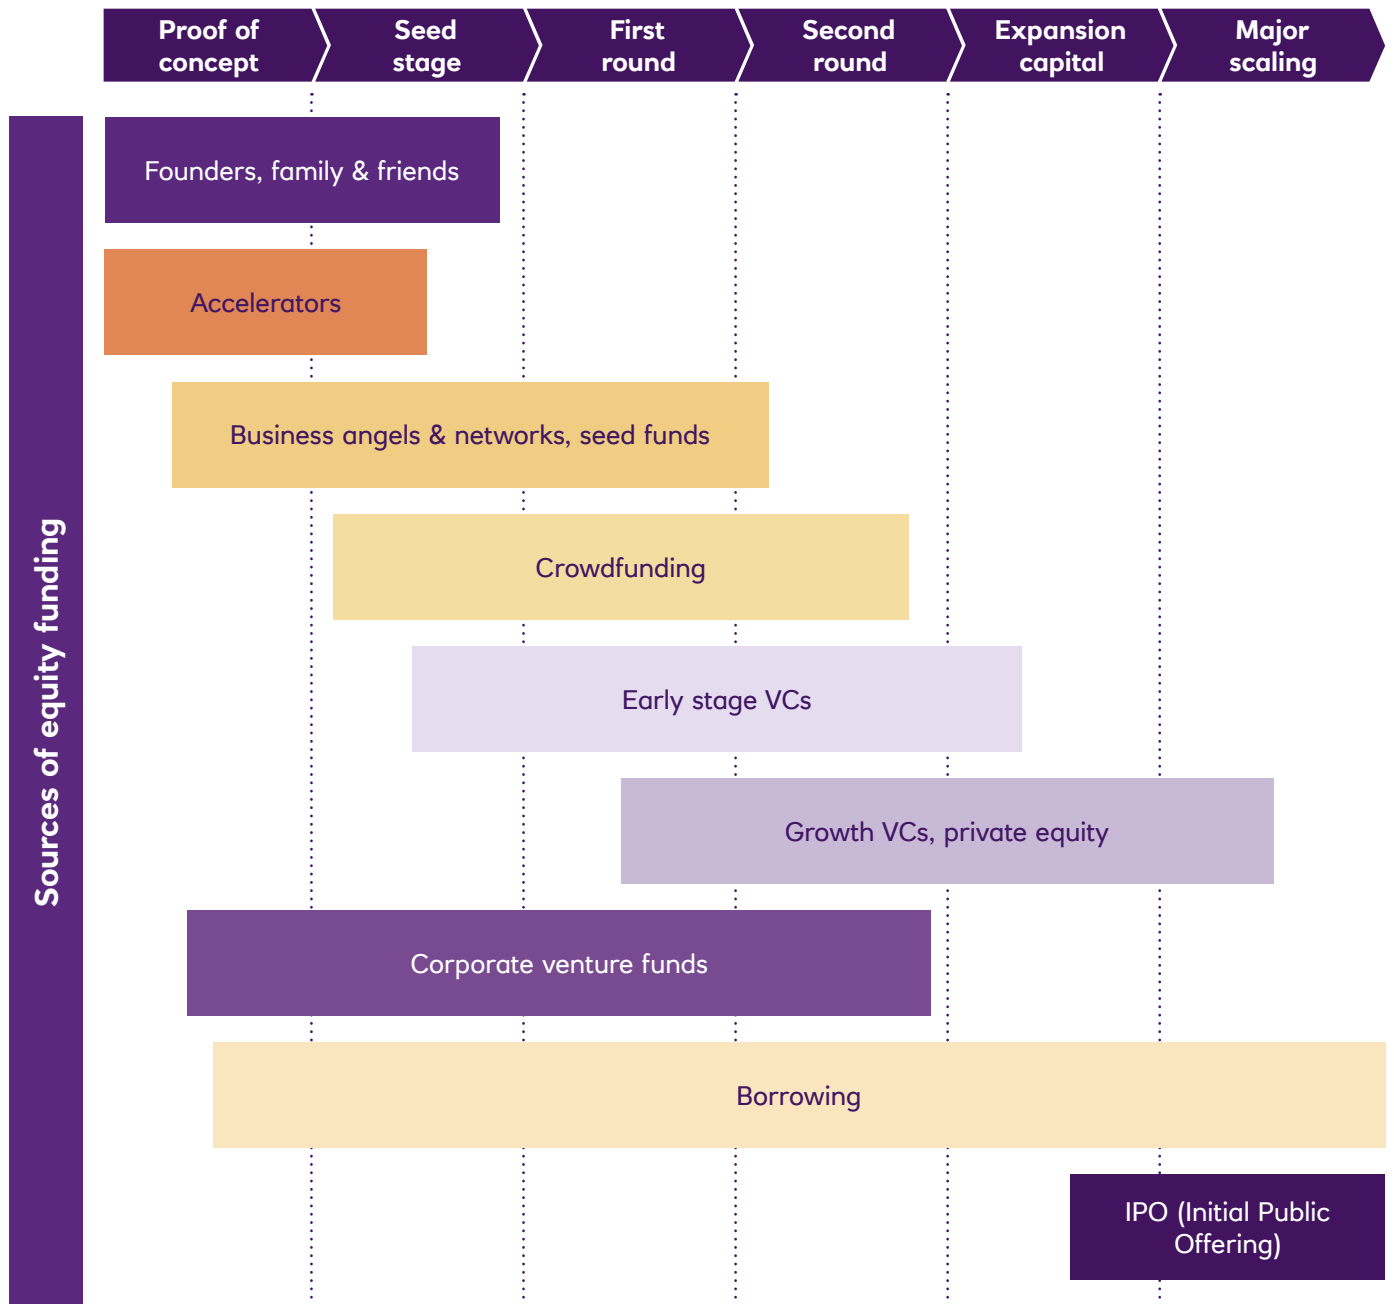 Proof of
concept
Seed
stage
First
round
Second
round
Expansion
capital
Major
scaling
Sources of equity funding
Founders, family & friends
Accelerators
Business angels & networks, seed funds
Crowdfunding
Early stage VCs
Growth VCs, private equity
Corporate venture funds
Borrowing
IPO (Initial Public
Offering)